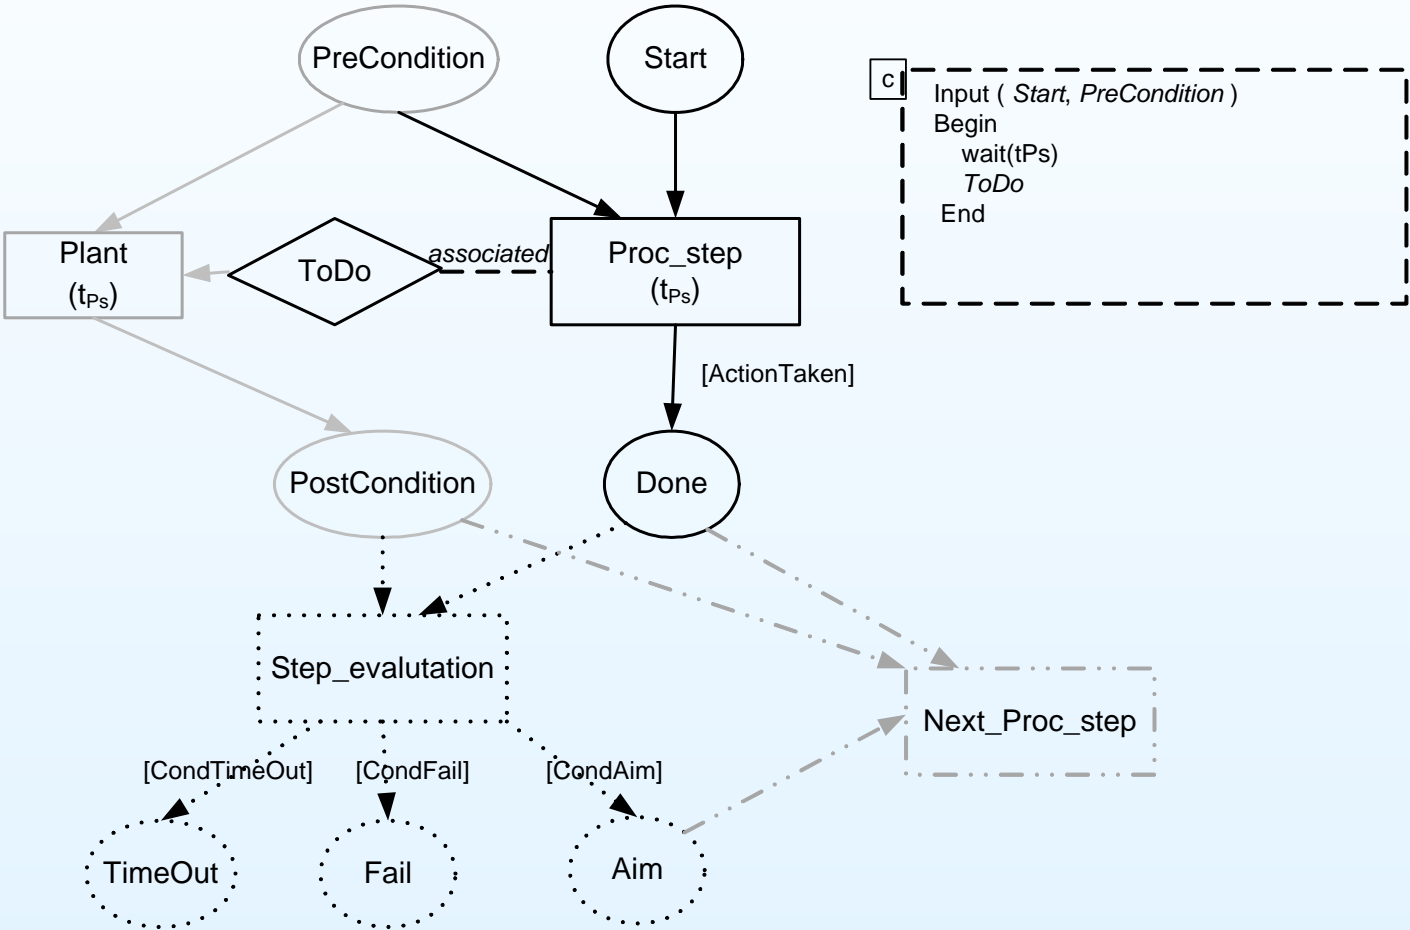 PreCondition
Start
c
Input ( Start, PreCondition )
Begin
wait(tPs)
ToDo
End
Plant
(tPs)
ToDo
associated
Proc_step
(tPs)
[ActionTaken]
PostCondition
Done
Step_evalutation
Next_Proc_step
[CondTimeOut]
[CondFail]
[CondAim]
TimeOut
Fail
Aim